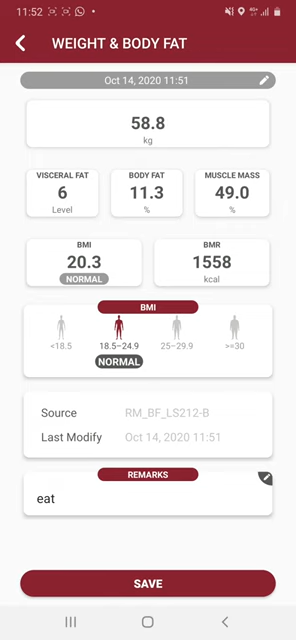 11:52
WEIGHT & BODY FAT
Oct 14, 2020 11:51
58.8
kg
VISCERAL FAT
6
Level
BODY FAT
11.3
%
MUSCLE MASS
49.0
%
BMI
20.3
NORMAL
BMR
1558
kcal
BMI
<18.5 18.5–24.9 25–29.9 >=30
NORMAL
Source RM_BF_LS212-B
Last Modify Oct 14, 2020 11:51
REMARKS
eat
SAVE